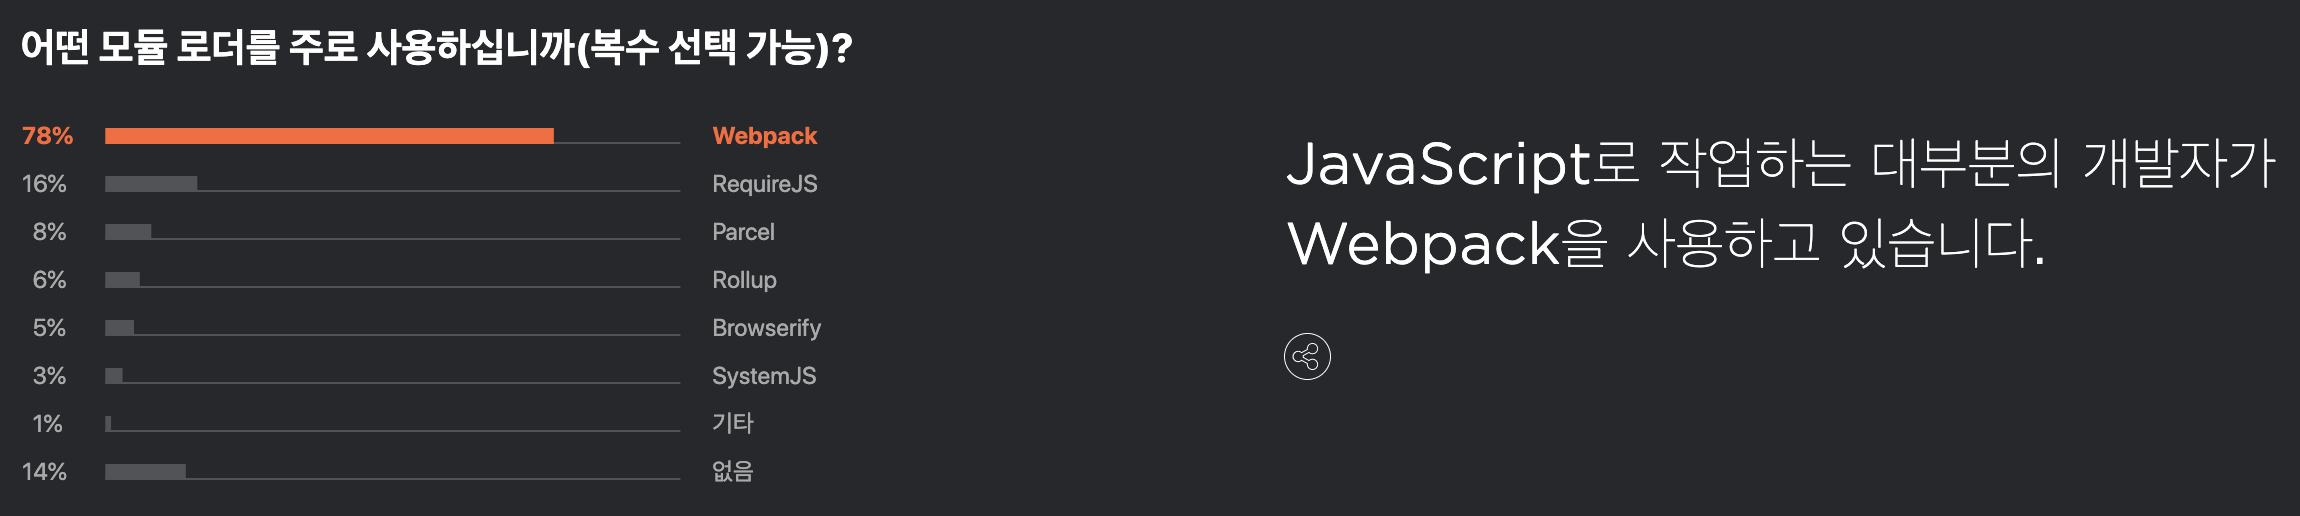 어떤 모듈 로더를 주로 사용하십니까(복수 선택 가능)?
78% Webpack
16% RequireJS
8% Parcel
6% Rollup
5% Browserify
3% SystemJS
1% 기타
14% 없음
JavaScript로 작업하는 대부분의 개발자가
Webpack을 사용하고 있습니다.